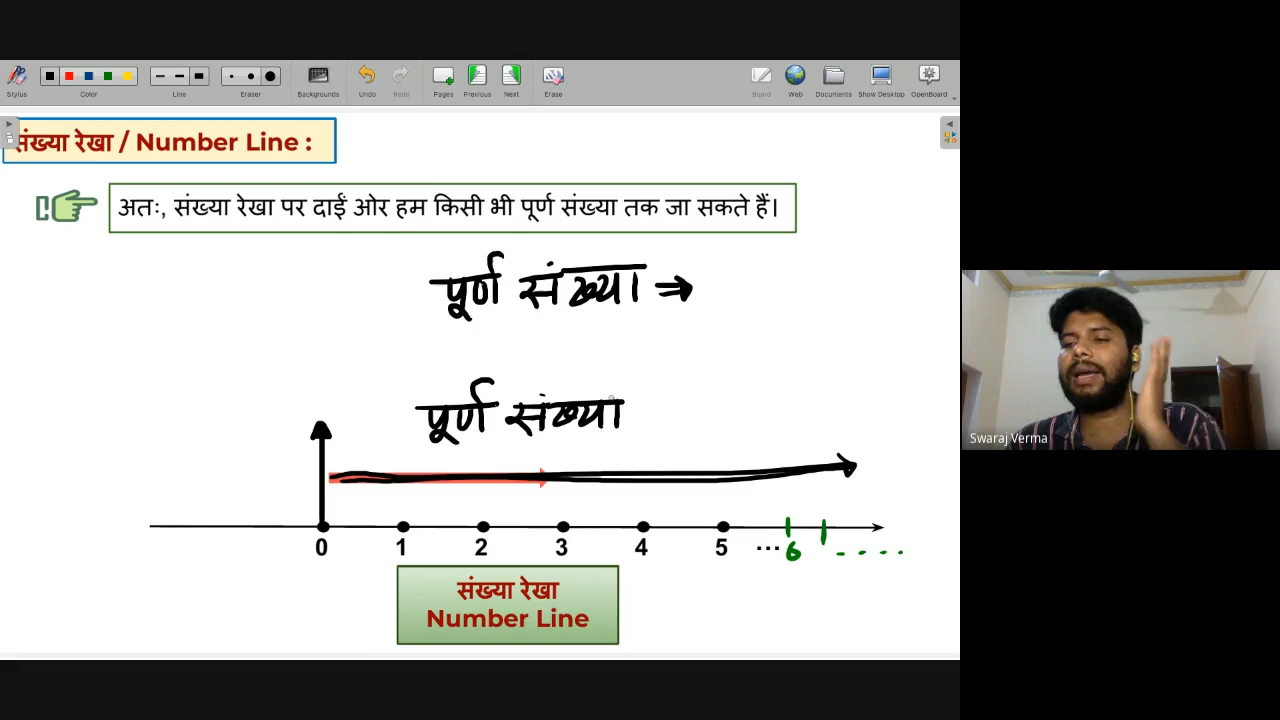 Stylus Color Line Eraser Backgrounds Undo Redo Pages Previous Next Erase Board Web Documents Show Desktop OpenBoard
संख्या रेखा / Number Line :
अतः, संख्या रेखा पर दाईं ओर हम किसी भी पूर्ण संख्या तक जा सकते हैं।
पूर्ण संख्या ⇒
पूर्ण संख्या
Swaraj Verma
0 1 2 3 4 5 ... 6 ....
संख्या रेखा
Number Line